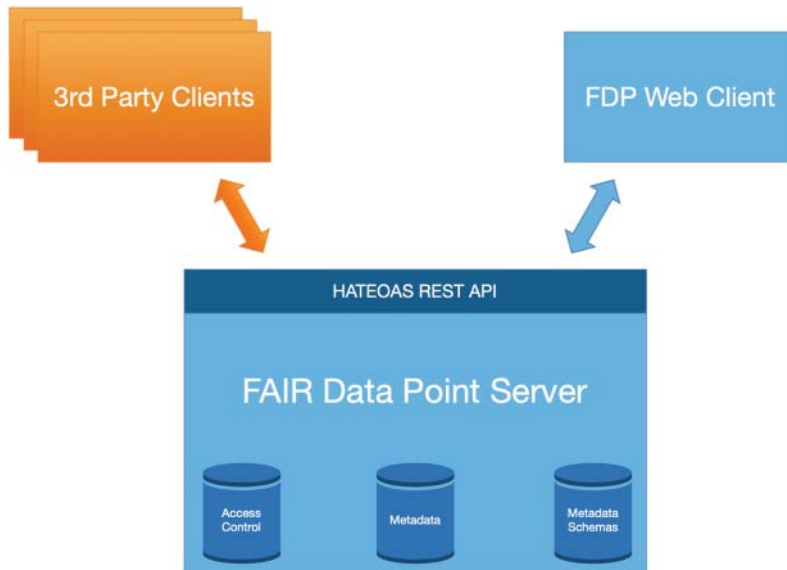 3rd Party Clients
FDP Web Client
HATEOAS REST API
FAIR Data Point Server
Access
Control
Metadata
Metadata
Schemas